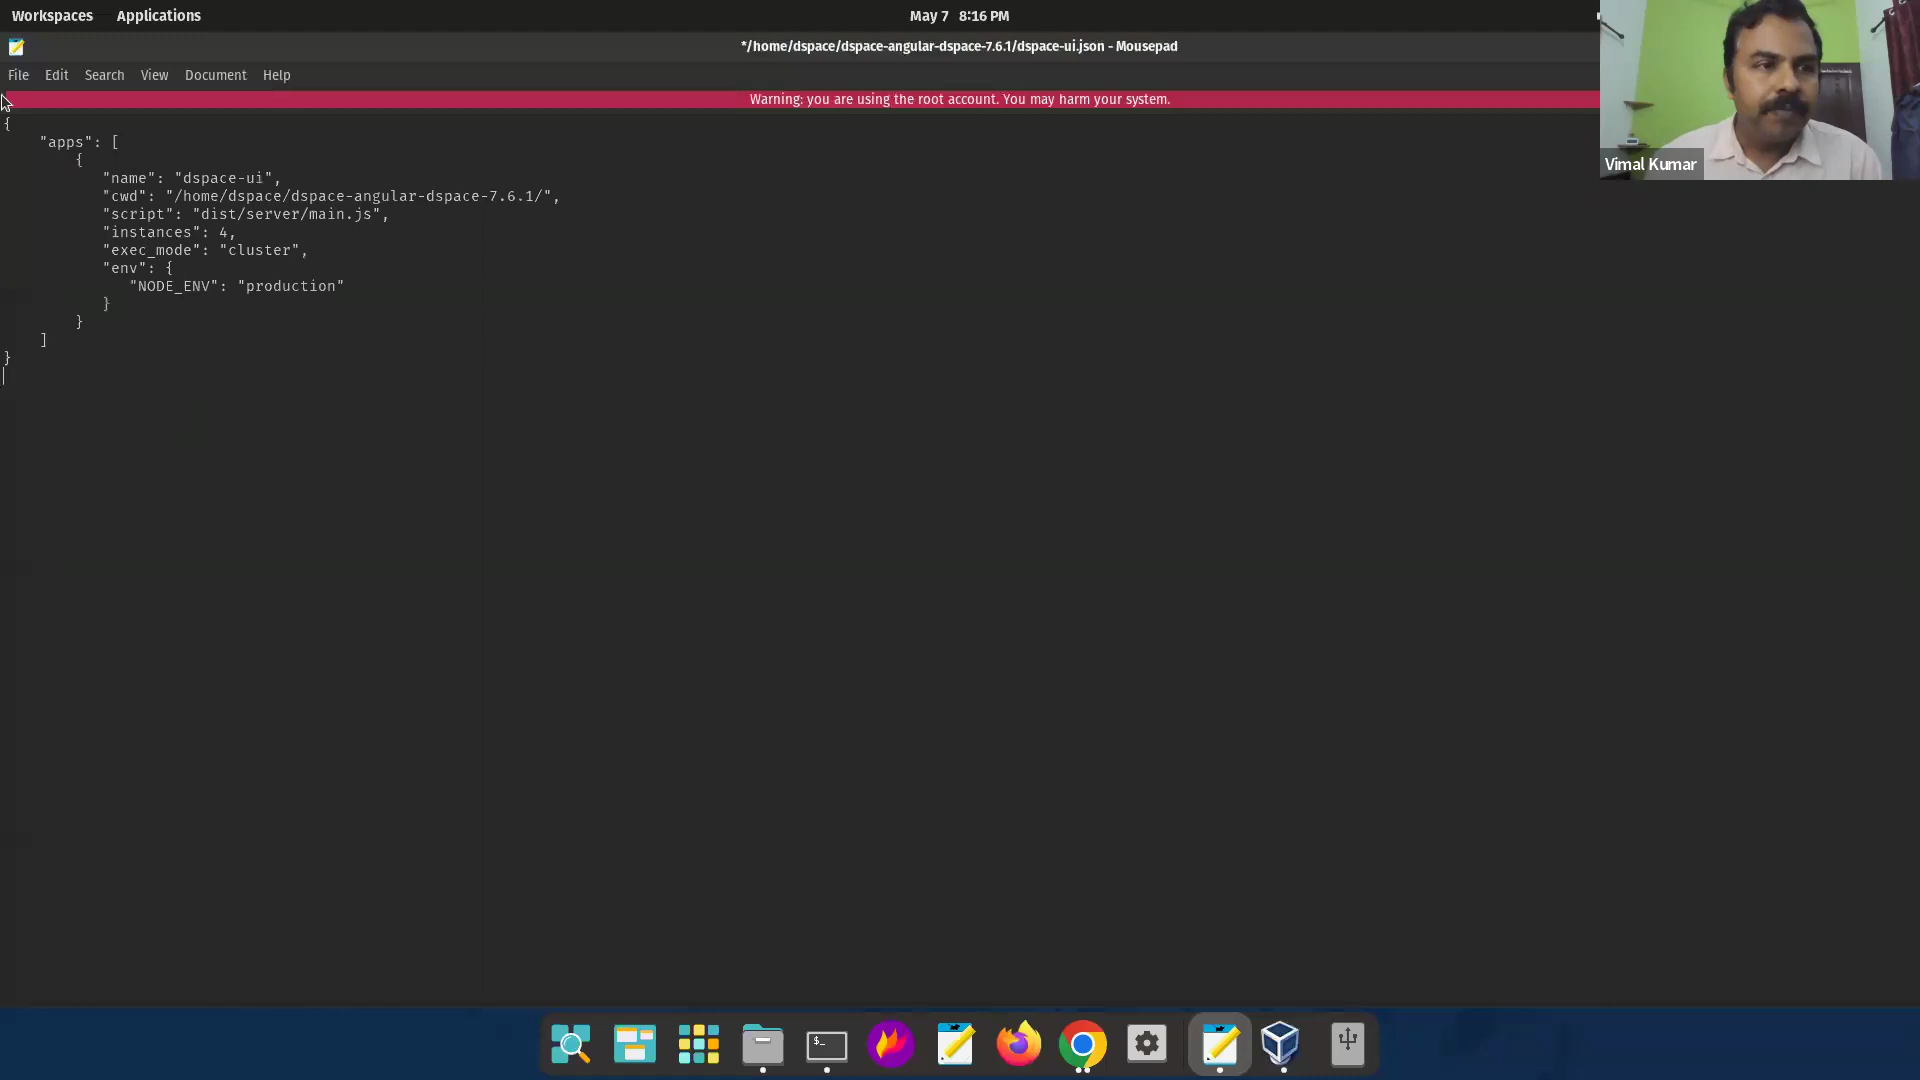 Workspaces Applications May 7 8:16 PM
*/home/dspace/dspace-angular-dspace-7.6.1/dspace-ui.json - Mousepad
File Edit Search View Document Help
Warning: you are using the root account. You may harm your system.
{
    "apps": [
        {
           "name": "dspace-ui",
           "cwd": "/home/dspace/dspace-angular-dspace-7.6.1/",
           "script": "dist/server/main.js",
           "instances": 4,
           "exec_mode": "cluster",
           "env": {
              "NODE_ENV": "production"
           }
        }
    ]
}
Vimal Kumar
$_